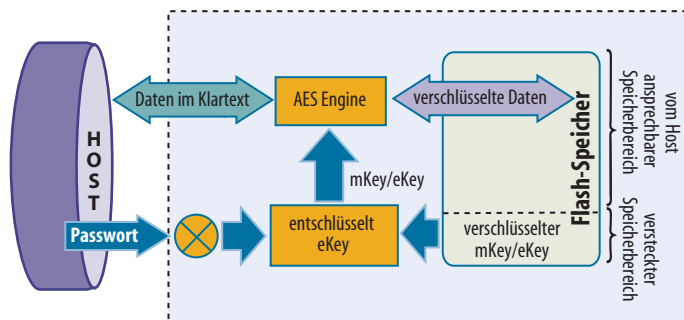 HOST
Daten im Klartext
AES Engine
verschlüsselte Daten
Flash-Speicher
vom Host
ansprechbarer
Speicherbereich
mKey/eKey
Passwort
entschlüsselt
eKey
verschlüsselter
mKey/eKey
versteckter
Speicherbereich